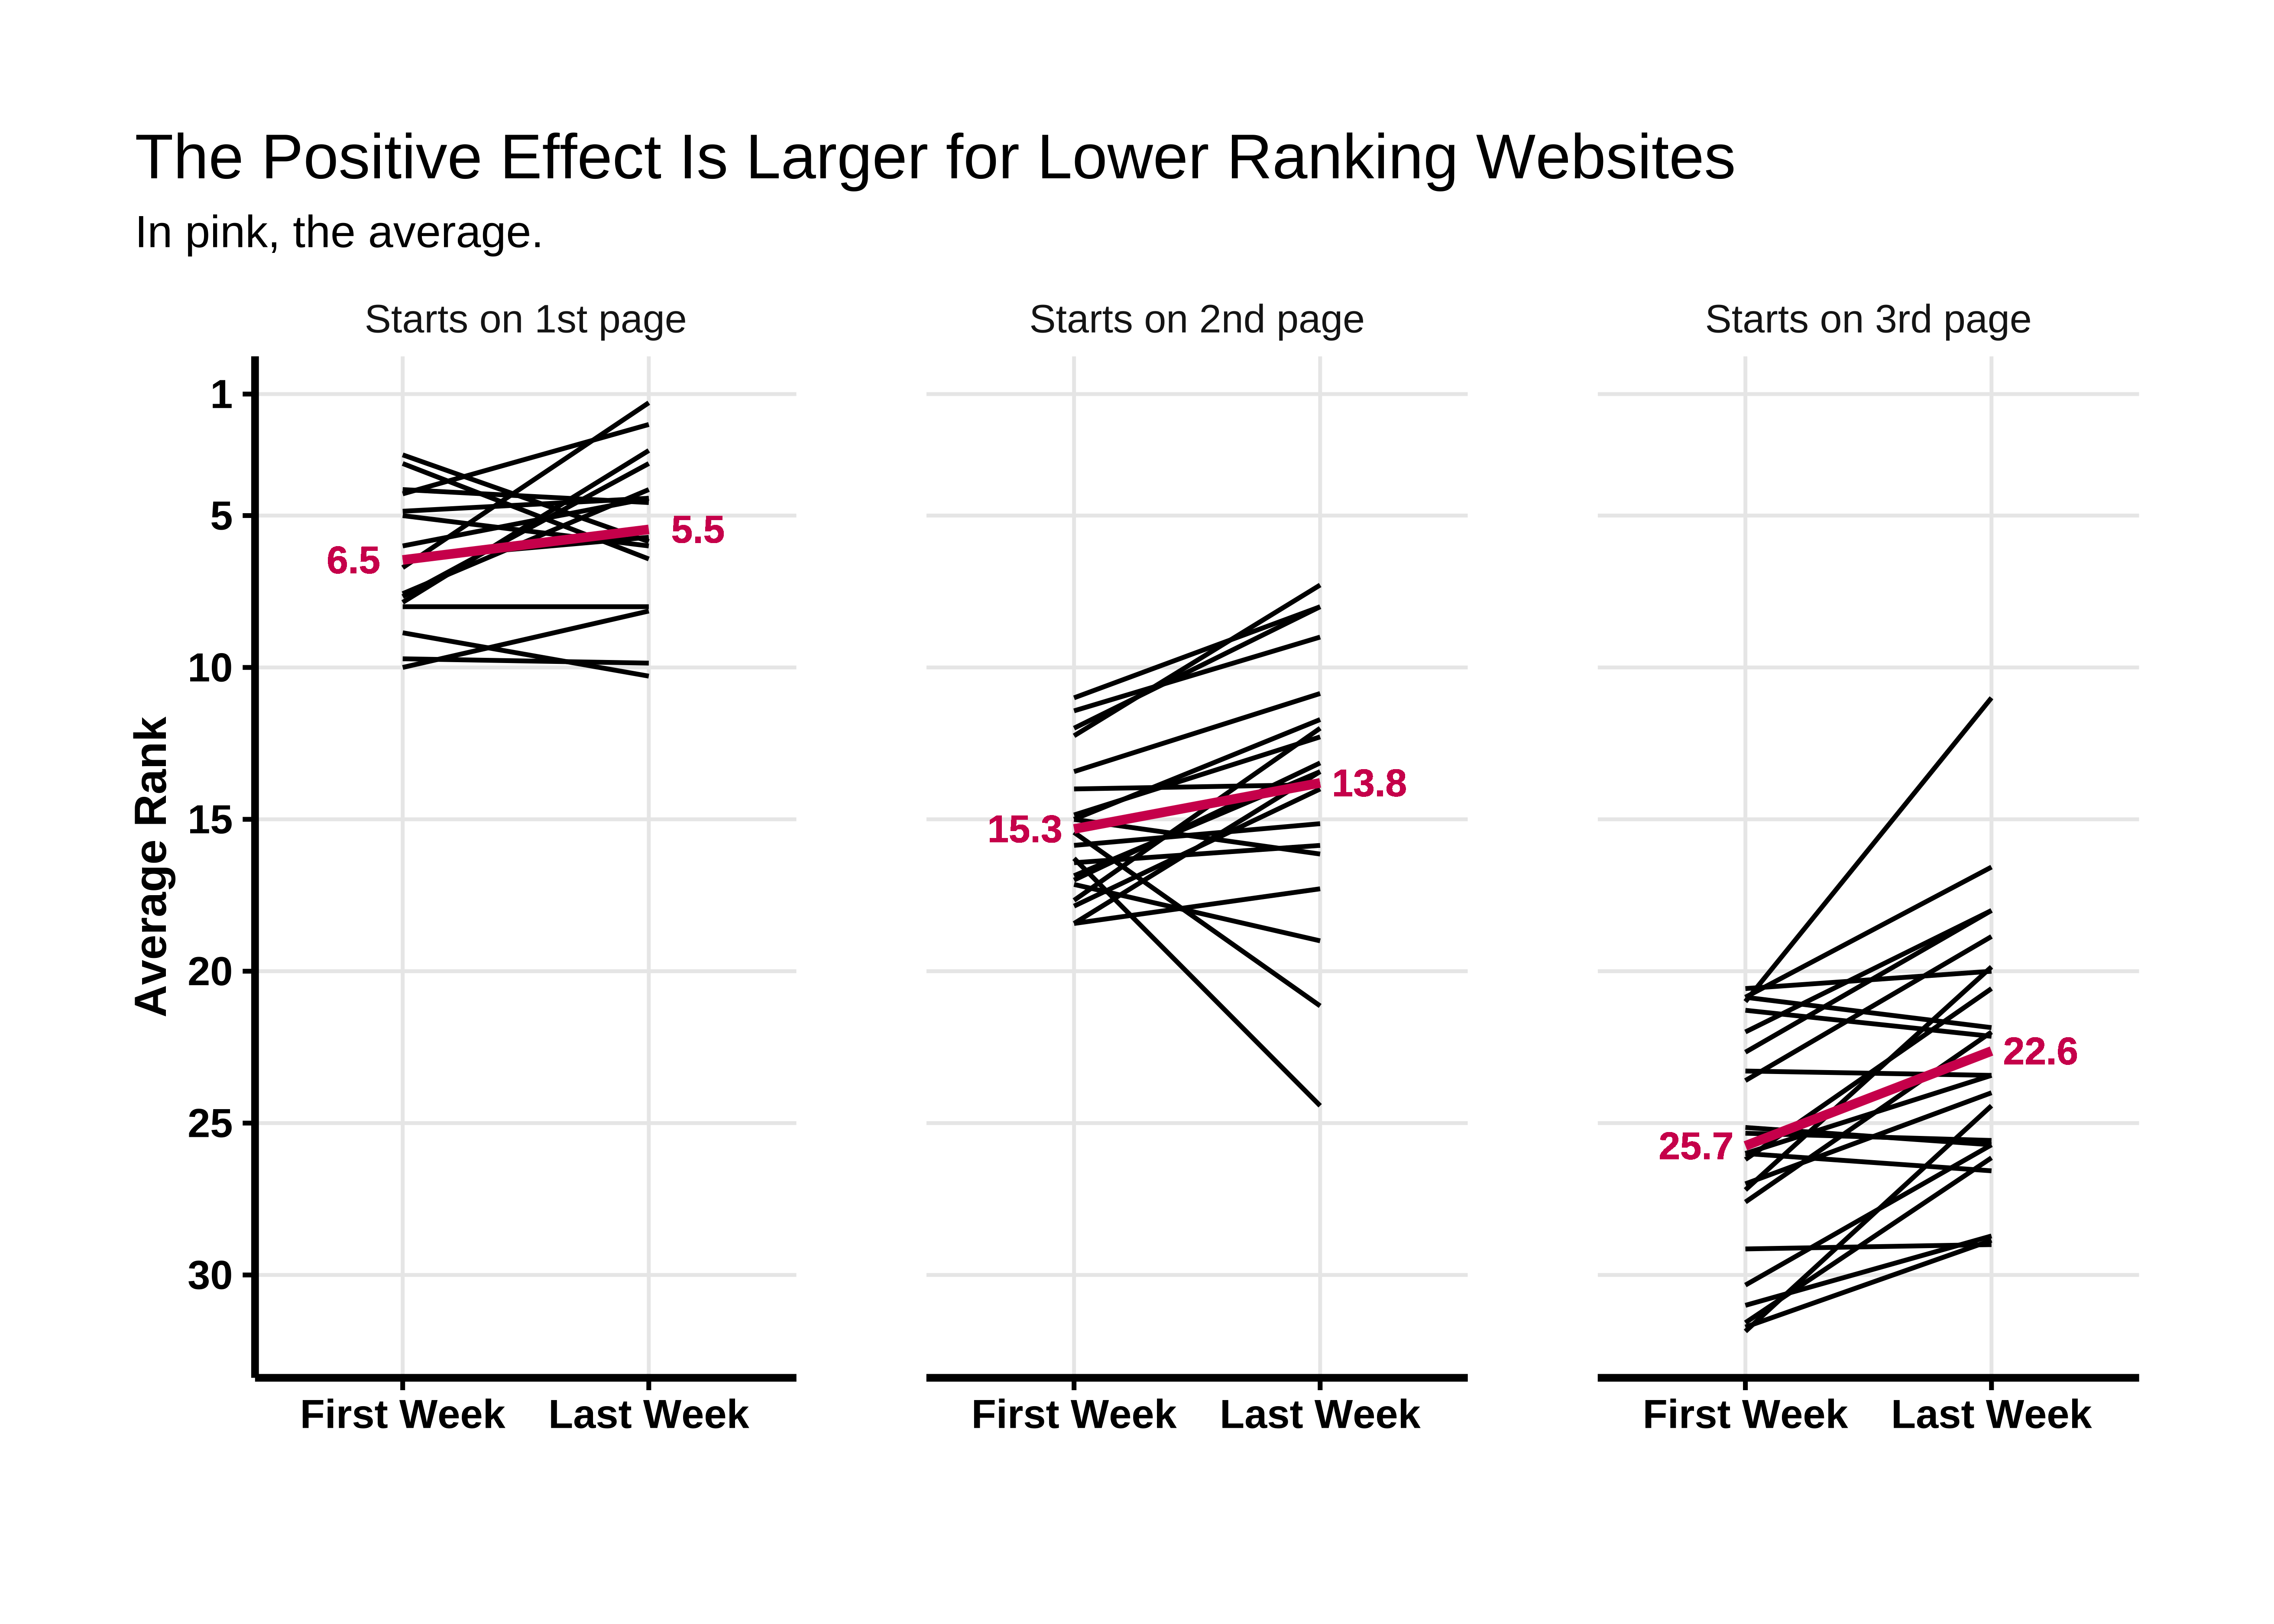 The Positive Effect Is Larger for Lower Ranking Websites
In pink, the average.
Starts on 1st page
Starts on 2nd page
Starts on 3rd page
Average Rank
1
5
10
15
20
25
30
6.5
5.5
15.3
13.8
25.7
22.6
First Week
Last Week
First Week
Last Week
First Week
Last Week